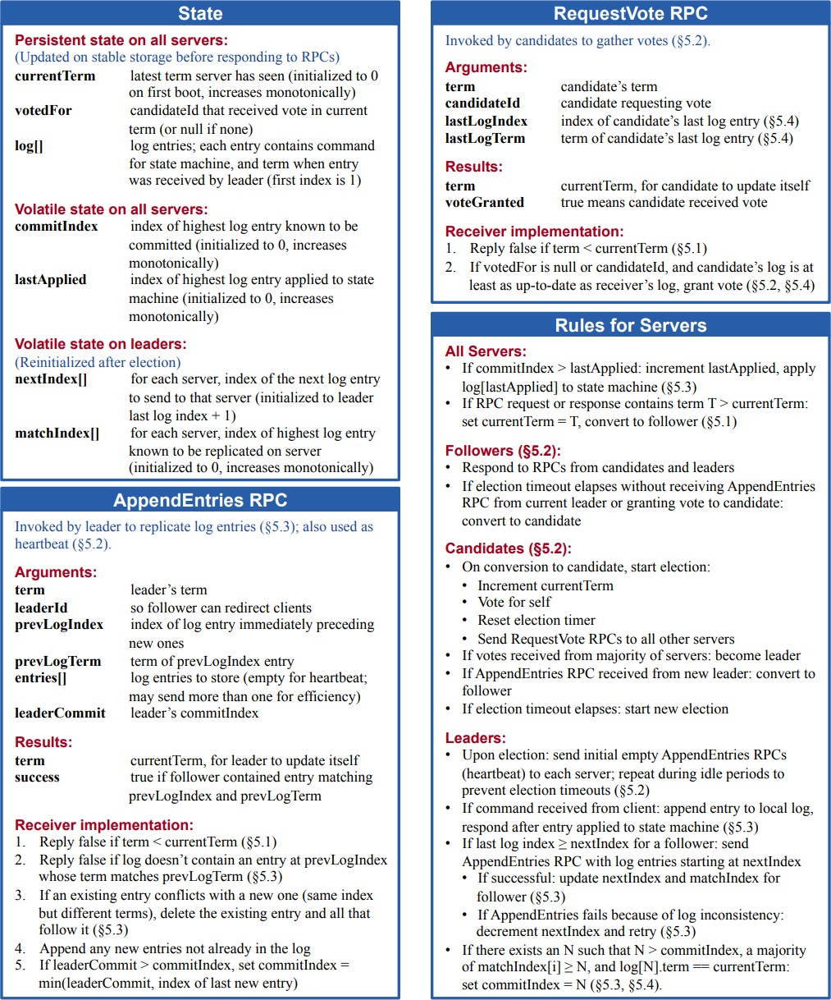 State
Persistent state on all servers:
(Updated on stable storage before responding to RPCs)
currentTerm latest term server has seen (initialized to 0
on first boot, increases monotonically)
votedFor candidateId that received vote in current
term (or null if none)
log[] log entries; each entry contains command
for state machine, and term when entry
was received by leader (first index is 1)
Volatile state on all servers:
commitIndex index of highest log entry known to be
committed (initialized to 0, increases
monotonically)
lastApplied index of highest log entry applied to state
machine (initialized to 0, increases
monotonically)
Volatile state on leaders:
(Reinitialized after election)
nextIndex[] for each server, index of the next log entry
to send to that server (initialized to leader
last log index + 1)
matchIndex[] for each server, index of highest log entry
known to be replicated on server
(initialized to 0, increases monotonically)
AppendEntries RPC
Invoked by leader to replicate log entries (§5.3); also used as
heartbeat (§5.2).
Arguments:
term leader's term
leaderId so follower can redirect clients
prevLogIndex index of log entry immediately preceding
new ones
prevLogTerm term of prevLogIndex entry
entries[] log entries to store (empty for heartbeat;
may send more than one for efficiency)
leaderCommit leader's commitIndex
Results:
term currentTerm, for leader to update itself
success true if follower contained entry matching
prevLogIndex and prevLogTerm
Receiver implementation:
1. Reply false if term < currentTerm (§5.1)
2. Reply false if log doesn't contain an entry at prevLogIndex
whose term matches prevLogTerm (§5.3)
3. If an existing entry conflicts with a new one (same index
but different terms), delete the existing entry and all that
follow it (§5.3)
4. Append any new entries not already in the log
5. If leaderCommit > commitIndex, set commitIndex =
min(leaderCommit, index of last new entry)
RequestVote RPC
Invoked by candidates to gather votes (§5.2).
Arguments:
term candidate's term
candidateId candidate requesting vote
lastLogIndex index of candidate's last log entry (§5.4)
lastLogTerm term of candidate's last log entry (§5.4)
Results:
term currentTerm, for candidate to update itself
voteGranted true means candidate received vote
Receiver implementation:
1. Reply false if term < currentTerm (§5.1)
2. If votedFor is null or candidateId, and candidate's log is at
least as up-to-date as receiver's log, grant vote (§5.2, §5.4)
Rules for Servers
All Servers:
• If commitIndex > lastApplied: increment lastApplied, apply
log[lastApplied] to state machine (§5.3)
• If RPC request or response contains term T > currentTerm:
set currentTerm = T, convert to follower (§5.1)
Followers (§5.2):
• Respond to RPCs from candidates and leaders
• If election timeout elapses without receiving AppendEntries
RPC from current leader or granting vote to candidate:
convert to candidate
Candidates (§5.2):
• On conversion to candidate, start election:
• Increment currentTerm
• Vote for self
• Reset election timer
• Send RequestVote RPCs to all other servers
• If votes received from majority of servers: become leader
• If AppendEntries RPC received from new leader: convert to
follower
• If election timeout elapses: start new election
Leaders:
• Upon election: send initial empty AppendEntries RPCs
(heartbeat) to each server; repeat during idle periods to
prevent election timeouts (§5.2)
• If command received from client: append entry to local log,
respond after entry applied to state machine (§5.3)
• If last log index ≥ nextIndex for a follower: send
AppendEntries RPC with log entries starting at nextIndex
• If successful: update nextIndex and matchIndex for
follower (§5.3)
• If AppendEntries fails because of log inconsistency:
decrement nextIndex and retry (§5.3)
• If there exists an N such that N > commitIndex, a majority
of matchIndex[i] ≥ N, and log[N].term == currentTerm:
set commitIndex = N (§5.3, §5.4).